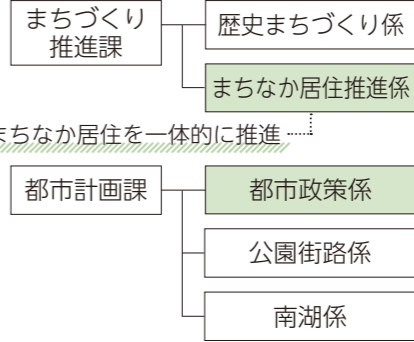 まちづくり
推進課
歴史まちづくり係
まちなか居住推進係
まちなか居住を一体的に推進
都市計画課
都市政策係
公園街路係
南湖係